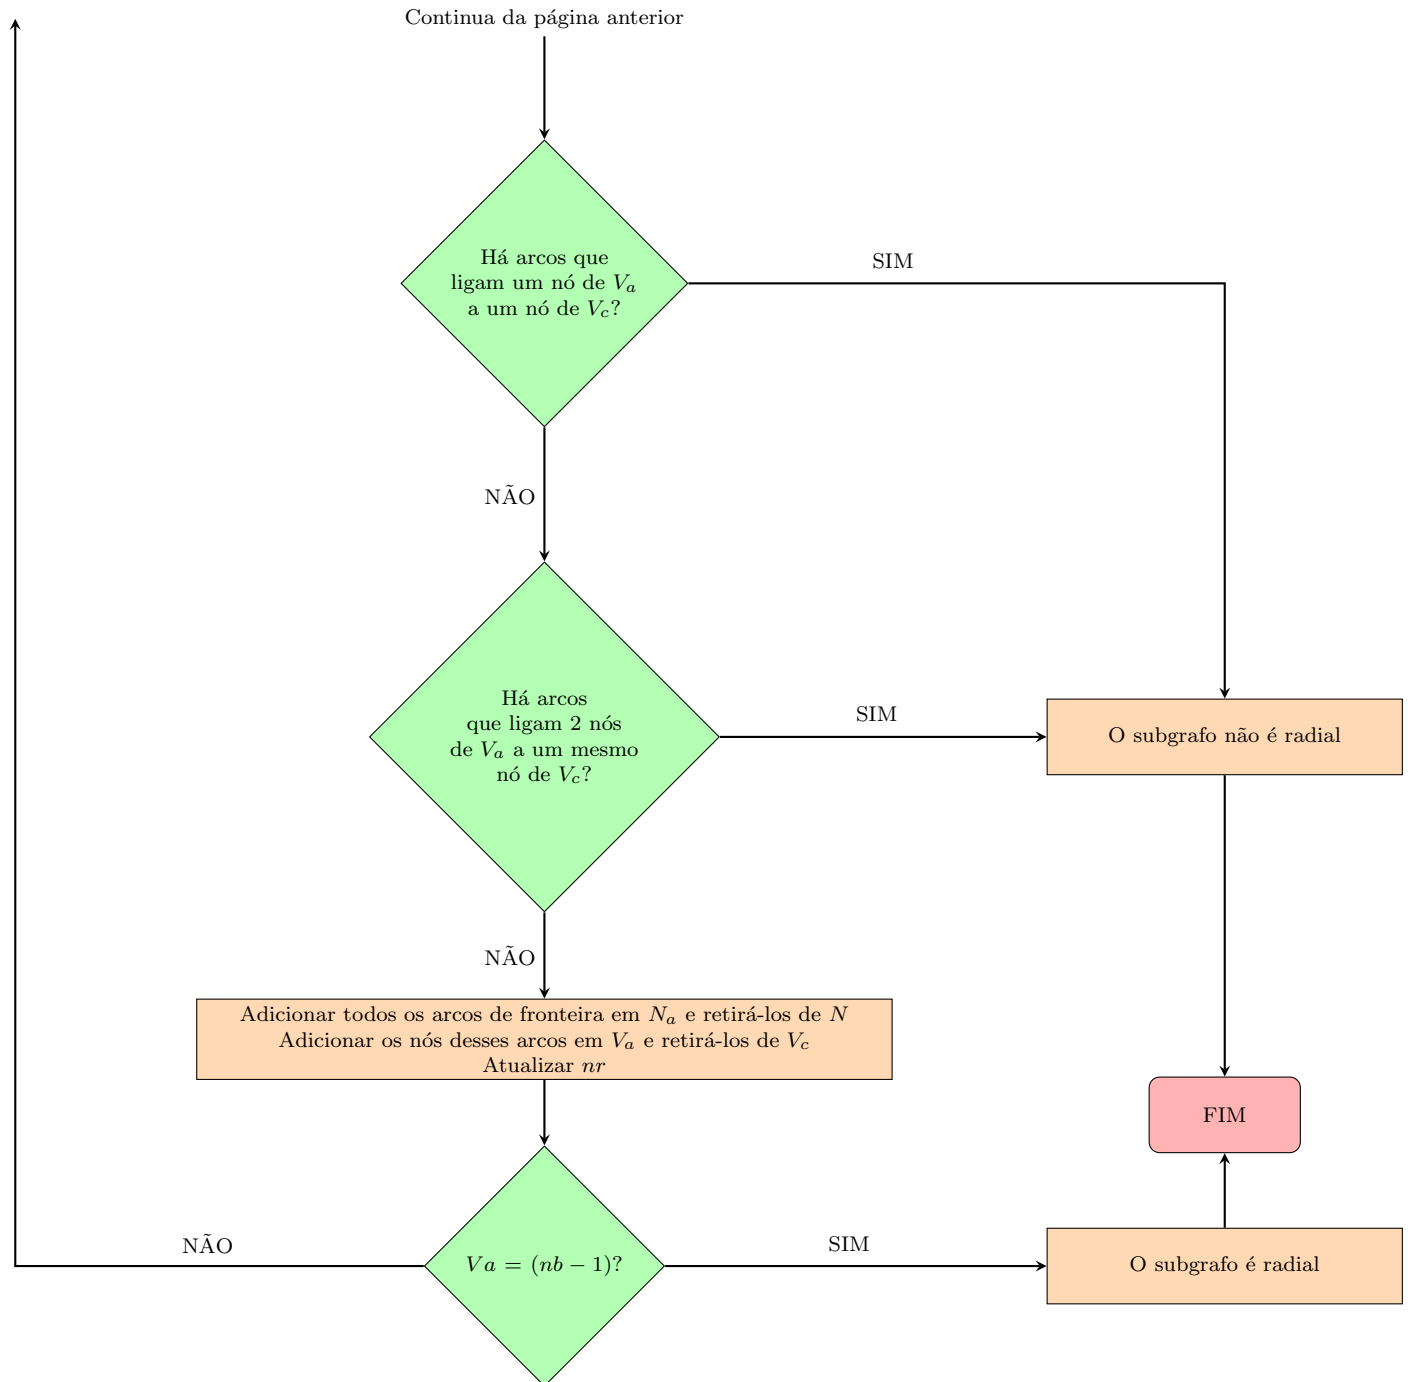 Continua da página anterior
Há arcos que
ligam um nó de $V_a$
a um nó de $V_c$?
SIM
NÃO
Há arcos
que ligam 2 nós
de $V_a$ a um mesmo
nó de $V_c$?
SIM
O subgrafo não é radial
NÃO
Adicionar todos os arcos de fronteira em $N_a$ e retirá-los de $N$
Adicionar os nós desses arcos em $V_a$ e retirá-los de $V_c$
Atualizar $nr$
FIM
NÃO
$Va = (nb - 1)$?
SIM
O subgrafo é radial